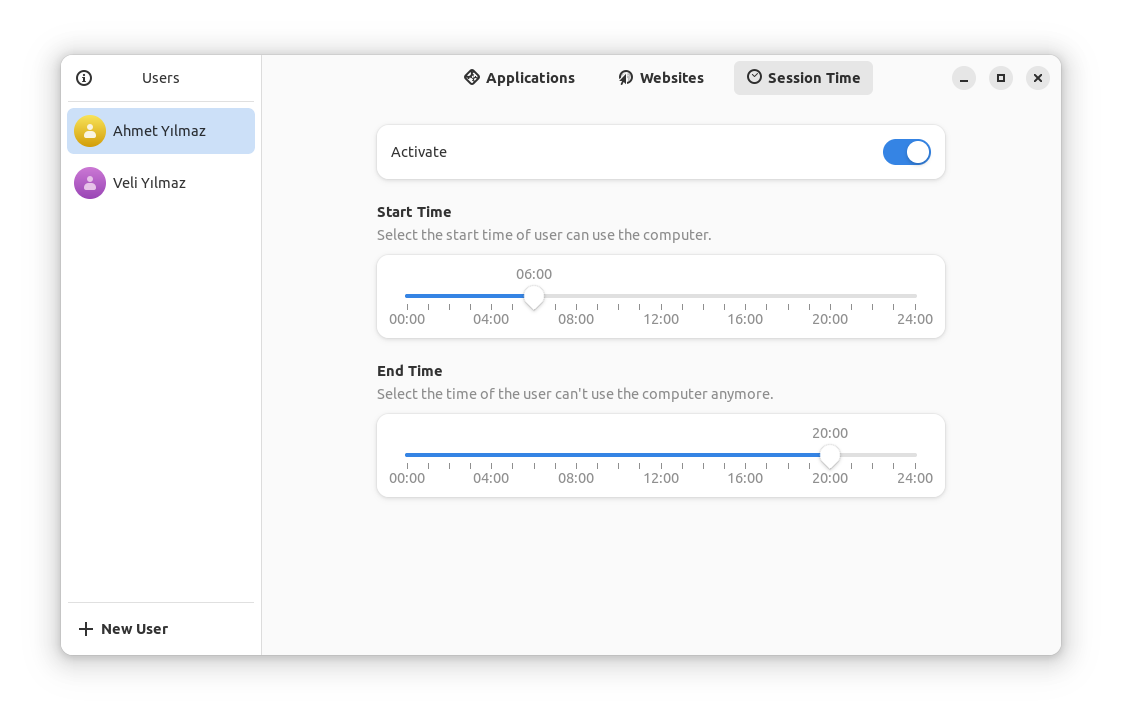 Users
Applications
Websites
Session Time
Ahmet Yılmaz
Veli Yılmaz
New User
Activate
Start Time
Select the start time of user can use the computer.
06:00
00:00 04:00 08:00 12:00 16:00 20:00 24:00
End Time
Select the time of the user can't use the computer anymore.
20:00
00:00 04:00 08:00 12:00 16:00 20:00 24:00